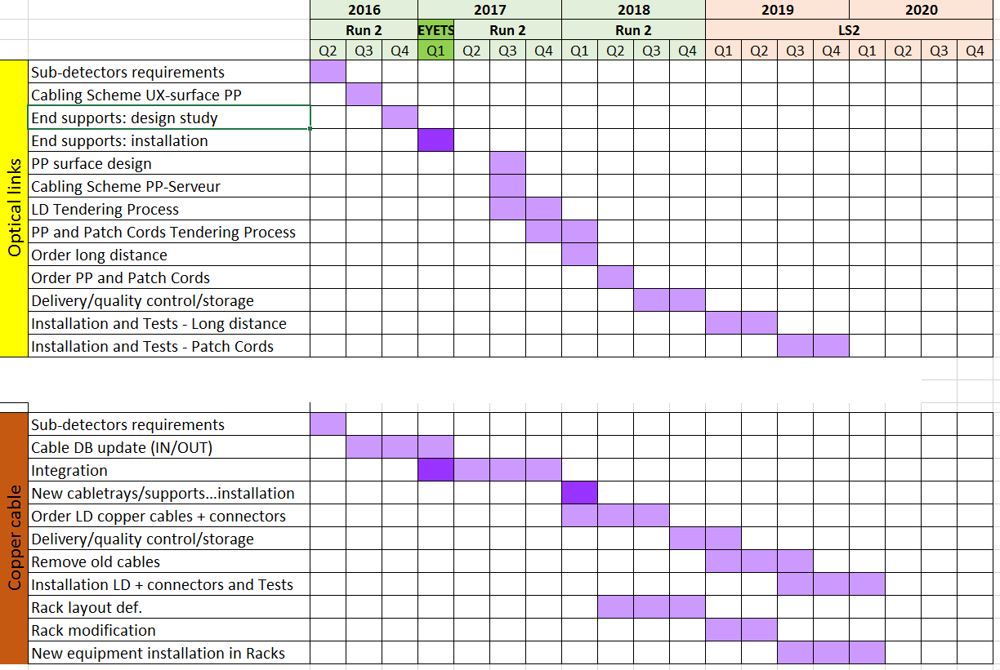 2016 2017 2018 2019 2020
Run 2 EYETS Run 2 Run 2 LS2
Q2 Q3 Q4 Q1 Q2 Q3 Q4 Q1 Q2 Q3 Q4 Q1 Q2 Q3 Q4 Q1 Q2 Q3 Q4
Optical links
Sub-detectors requirements
Cabling Scheme UX-surface PP
End supports: design study
End supports: installation
PP surface design
Cabling Scheme PP-Serveur
LD Tendering Process
PP and Patch Cords Tendering Process
Order long distance
Order PP and Patch Cords
Delivery/quality control/storage
Installation and Tests - Long distance
Installation and Tests - Patch Cords
Copper cable
Sub-detectors requirements
Cable DB update (IN/OUT)
Integration
New cabletrays/supports...installation
Order LD copper cables + connectors
Delivery/quality control/storage
Remove old cables
Installation LD + connectors and Tests
Rack layout def.
Rack modification
New equipment installation in Racks